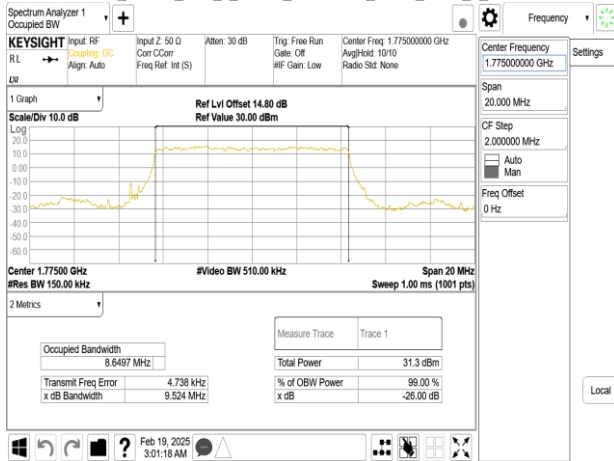 Spectrum Analyzer 1
Occupied BW
Frequency
KEYSIGHT
RL
Input: RF
Coupling: DC
Align: Auto
Input Z: 50 Ω
Corr CCorr
Freq Ref: Int (S)
Atten: 30 dB
Trig: Free Run
Gate: Off
#IF Gain: Low
Center Freq: 1.775000000 GHz
Avg|Hold: 10/10
Radio Std: None
LXI
1 Graph
Scale/Div 10.0 dB
Ref Lvl Offset 14.80 dB
Ref Value 30.00 dBm
Log
20.0
10.0
0.00
-10.0
-20.0
-30.0
-40.0
-50.0
-60.0
Center 1.77500 GHz
#Res BW 150.00 kHz
#Video BW 510.00 kHz
Span 20 MHz
Sweep 1.00 ms (1001 pts)
2 Metrics
Measure Trace Trace 1
Occupied Bandwidth
8.6497 MHz
Total Power 31.3 dBm
Transmit Freq Error 4.738 kHz
% of OBW Power 99.00 %
x dB Bandwidth 9.524 MHz
x dB -26.00 dB
Feb 19, 2025
3:01:18 AM
Center Frequency
1.775000000 GHz
Settings
Span
20.000 MHz
CF Step
2.000000 MHz
Auto
Man
Freq Offset
0 Hz
Local